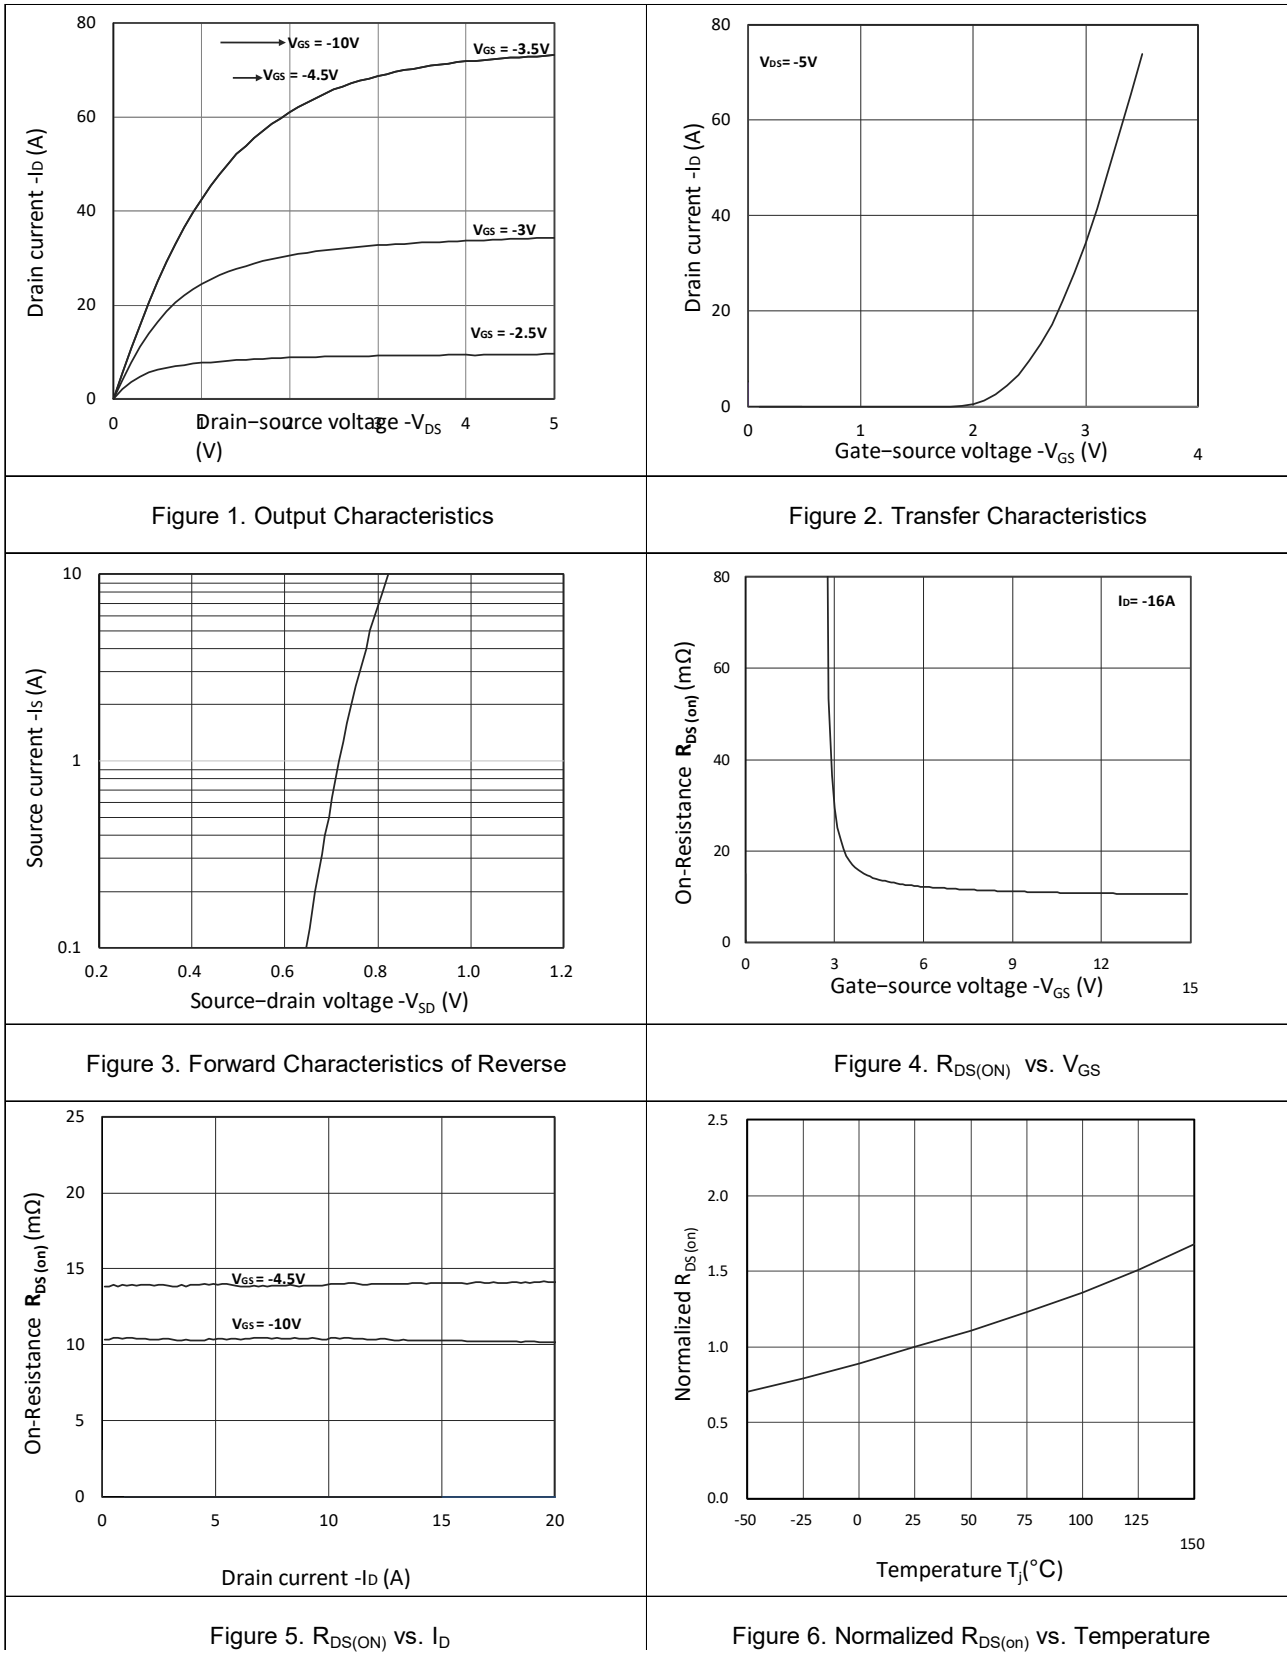 80
60
40
20
0
Drain current -ID (A)
VGS = -10V
VGS = -4.5V
VGS = -3.5V
VGS = -3V
VGS = -2.5V
0 1 2 3 4 5
Drain−source voltage -VDS
(V)
Figure 1. Output Characteristics
80
60
40
20
0
Drain current -ID (A)
VDS= -5V
0 1 2 3 4
Gate−source voltage -VGS (V)
Figure 2. Transfer Characteristics
10
1
0.1
Source current -IS (A)
0.2 0.4 0.6 0.8 1.0 1.2
Source−drain voltage -VSD (V)
Figure 3. Forward Characteristics of Reverse
80
60
40
20
0
On-Resistance RDS(on) (mΩ)
ID= -16A
0 3 6 9 12 15
Gate−source voltage -VGS (V)
Figure 4. RDS(ON) vs. VGS
25
20
15
10
5
0
On-Resistance RDS(on) (mΩ)
VGS = -4.5V
VGS = -10V
0 5 10 15 20
Drain current -ID (A)
Figure 5. RDS(ON) vs. ID
2.5
2.0
1.5
1.0
0.5
0.0
Normalized RDS(on)
-50 -25 0 25 50 75 100 125 150
Temperature Tj(°C)
Figure 6. Normalized RDS(on) vs. Temperature